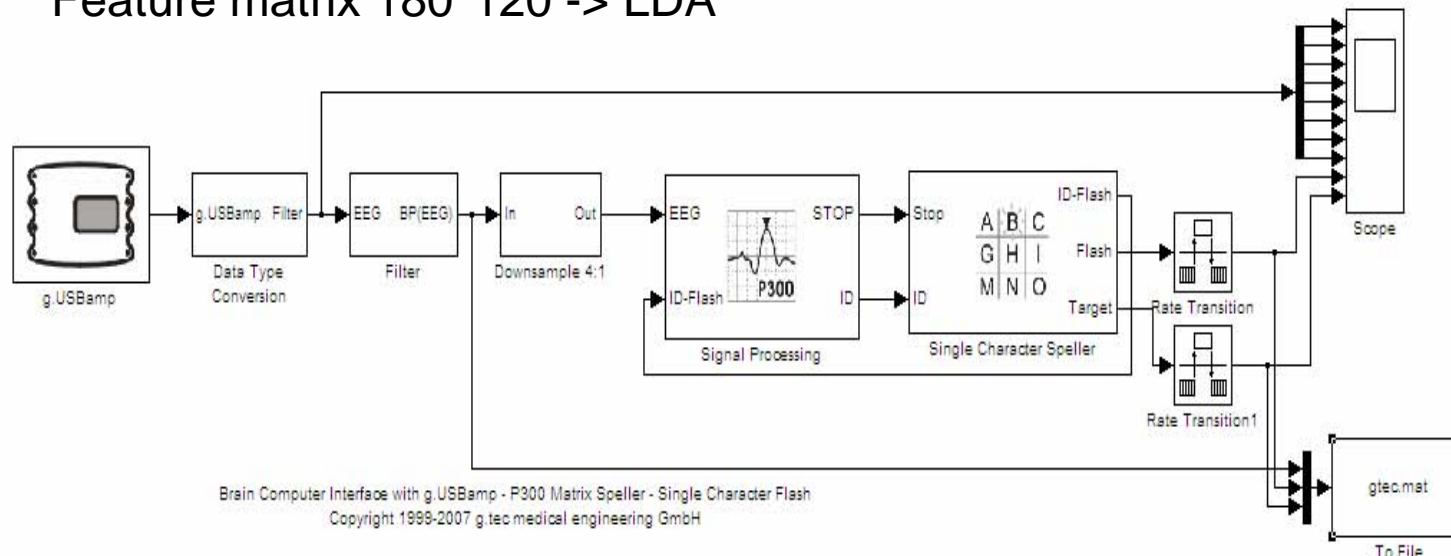 Feature matrix 180*120 -> LDA
g.USBamp
g.USBamp Filter
Data Type
Conversion
EEG BP(EEG)
Filter
In Out
Downsample 4:1
EEG STOP
ID-Flash ID
P300
Signal Processing
Stop
ID
A B C
G H I
M N O
ID-Flash
Flash
Target
Single Character Speller
Rate Transition
Rate Transition1
Scope
gtec.mat
To File
Brain Computer Interface with g.USBamp - P300 Matrix Speller - Single Character Flash
Copyright 1999-2007 g.tec medical engineering GmbH